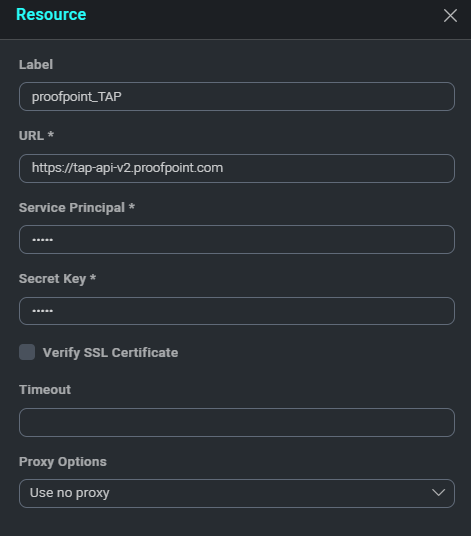 Resource
Label
proofpoint_TAP
URL *
https://tap-api-v2.proofpoint.com
Service Principal *
•••••
Secret Key *
•••••
Verify SSL Certificate
Timeout
Proxy Options
Use no proxy